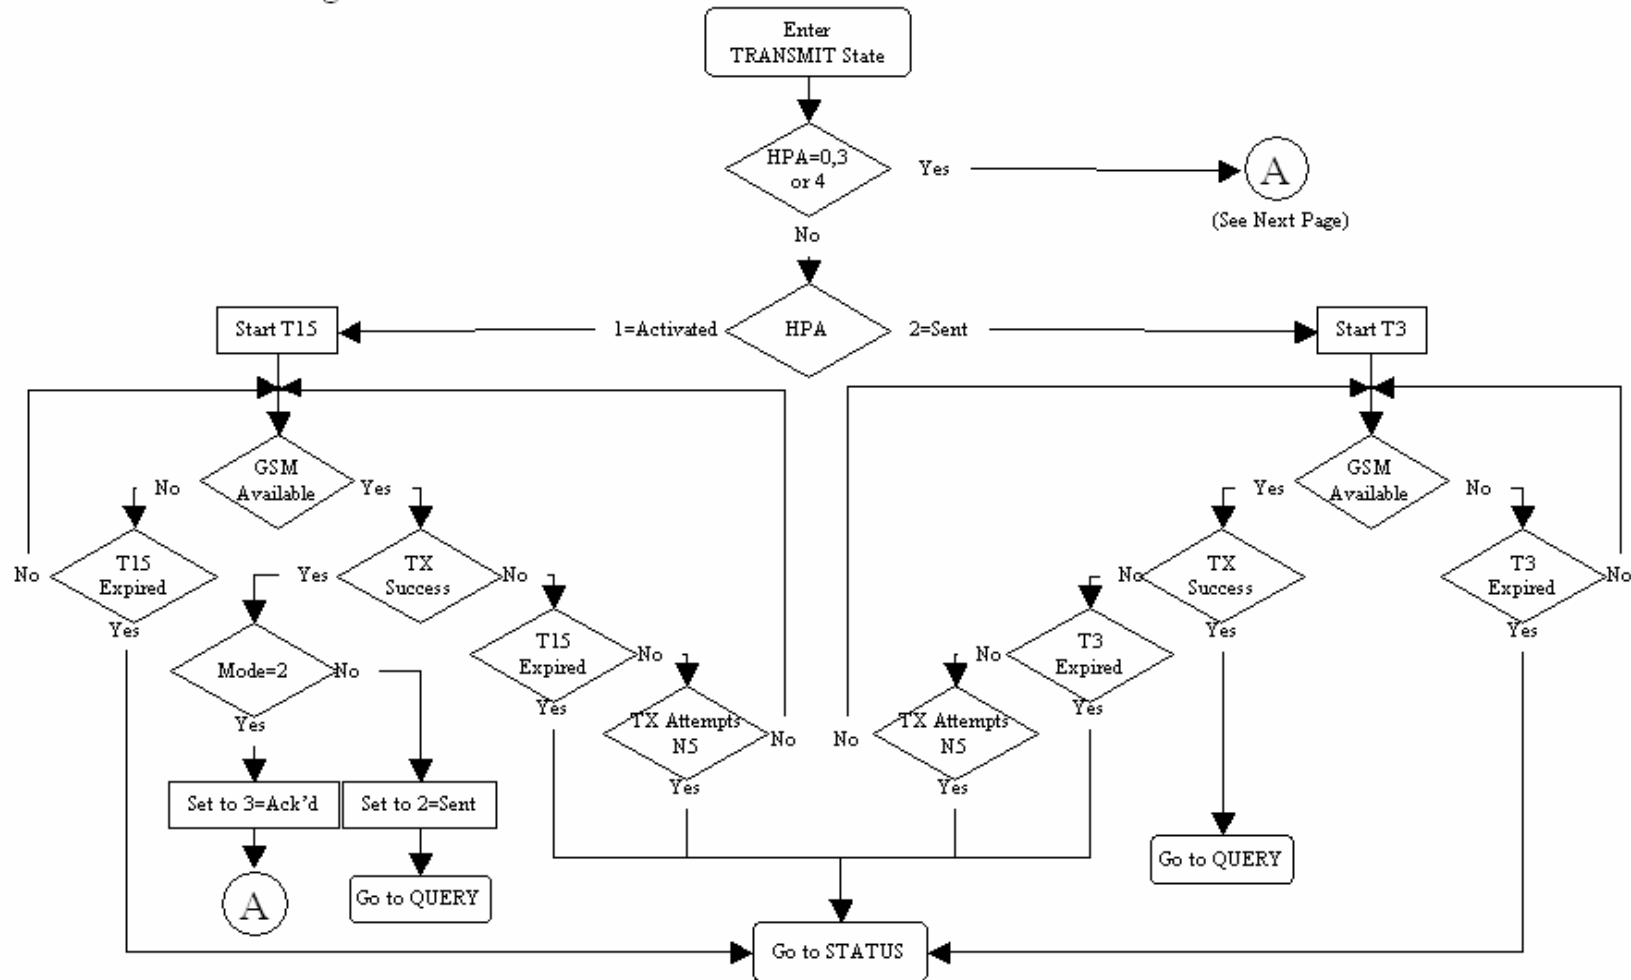 Enter
TRANSMIT State
HPA=0,3
or 4
Yes
A
(See Next Page)
No
Start T15
1=Activated
HPA
2=Sent
Start T3
GSM
Available
No
Yes
GSM
Available
Yes
No
T15
Expired
No
Yes
TX
Success
Yes
No
TX
Success
No
Yes
T3
Expired
No
Yes
Mode=2
No
Yes
T15
Expired
No
Yes
T3
Expired
No
Yes
TX Attempts
N5
No
Yes
TX Attempts
N5
No
Yes
Set to 3=Ack'd
Set to 2=Sent
Go to QUERY
A
Go to QUERY
Go to STATUS